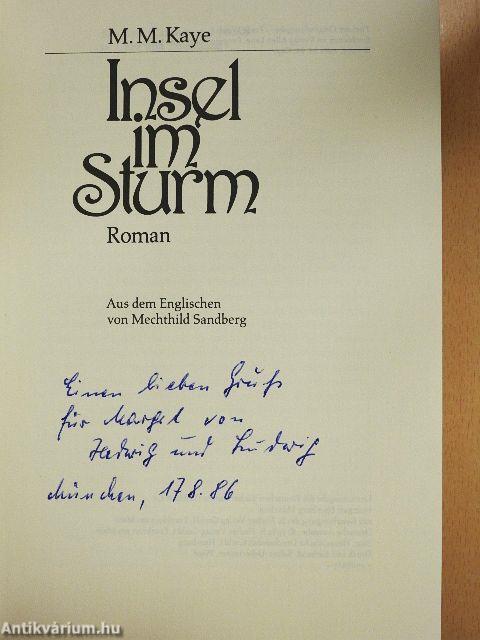 M. M. Kaye
Insel
im
Sturm
Roman
Aus dem Englischen
von Mechthild Sandberg
Einen lieben Gruß
für Marget von
Hedwig und Ludwig
München, 17 8. 86
Antikvárium.hu